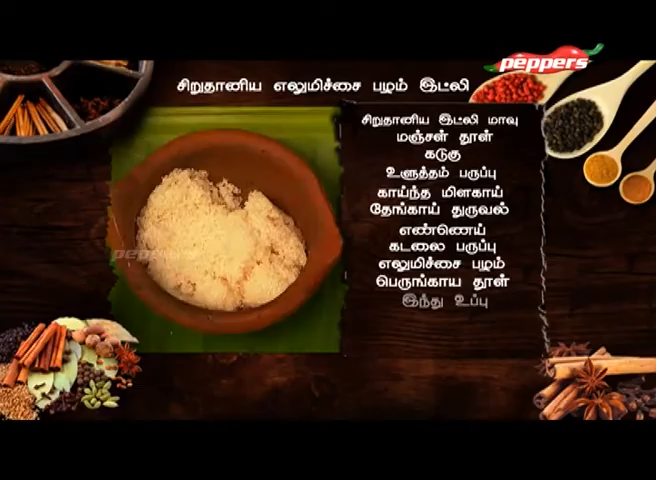 peppers
சிறுதானிய எலுமிச்சை பழம் இட்லி
சிறுதானிய இட்லி மாவு
மஞ்சள் தூள்
கடுகு
உளுத்தம் பருப்பு
காய்ந்த மிளகாய்
தேங்காய் துருவல்
எண்ணெய்
கடலை பருப்பு
எலுமிச்சை பழம்
பெருங்காய தூள்
இந்து உப்பு
peppers